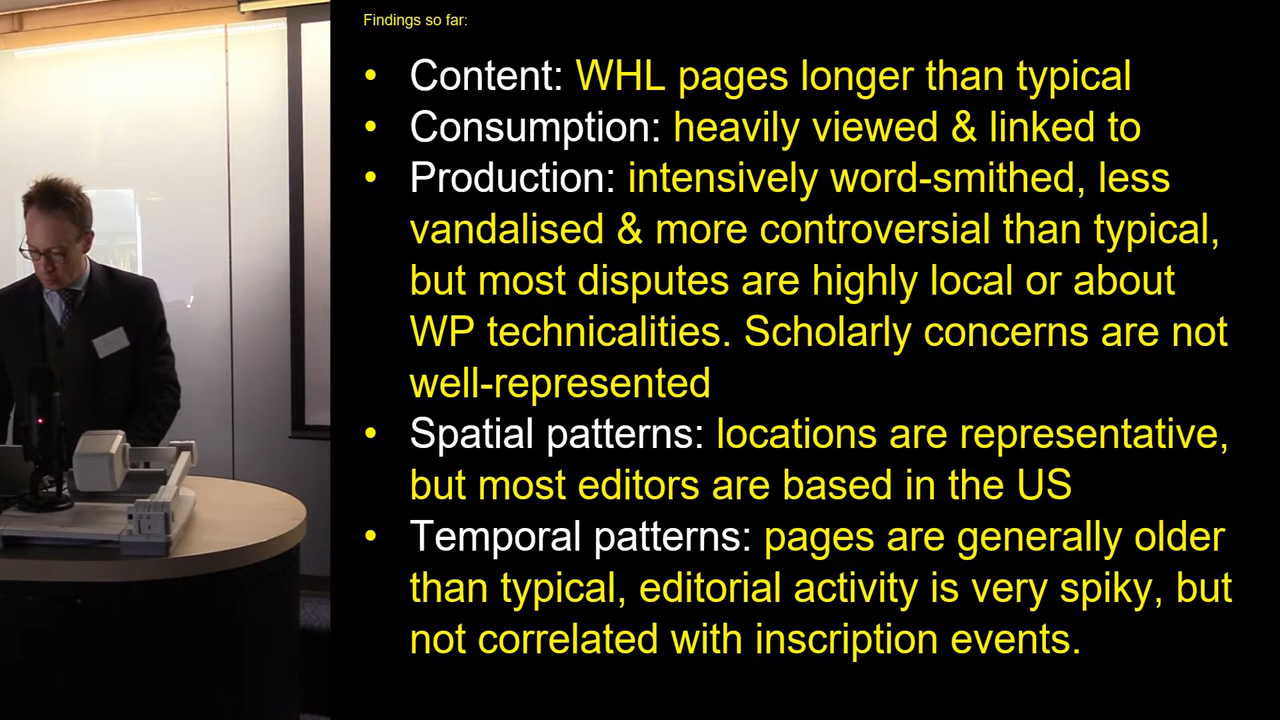 Findings so far:
• Content: WHL pages longer than typical
• Consumption: heavily viewed & linked to
• Production: intensively word-smithed, less
vandalised & more controversial than typical,
but most disputes are highly local or about
WP technicalities. Scholarly concerns are not
well-represented
• Spatial patterns: locations are representative,
but most editors are based in the US
• Temporal patterns: pages are generally older
than typical, editorial activity is very spiky, but
not correlated with inscription events.